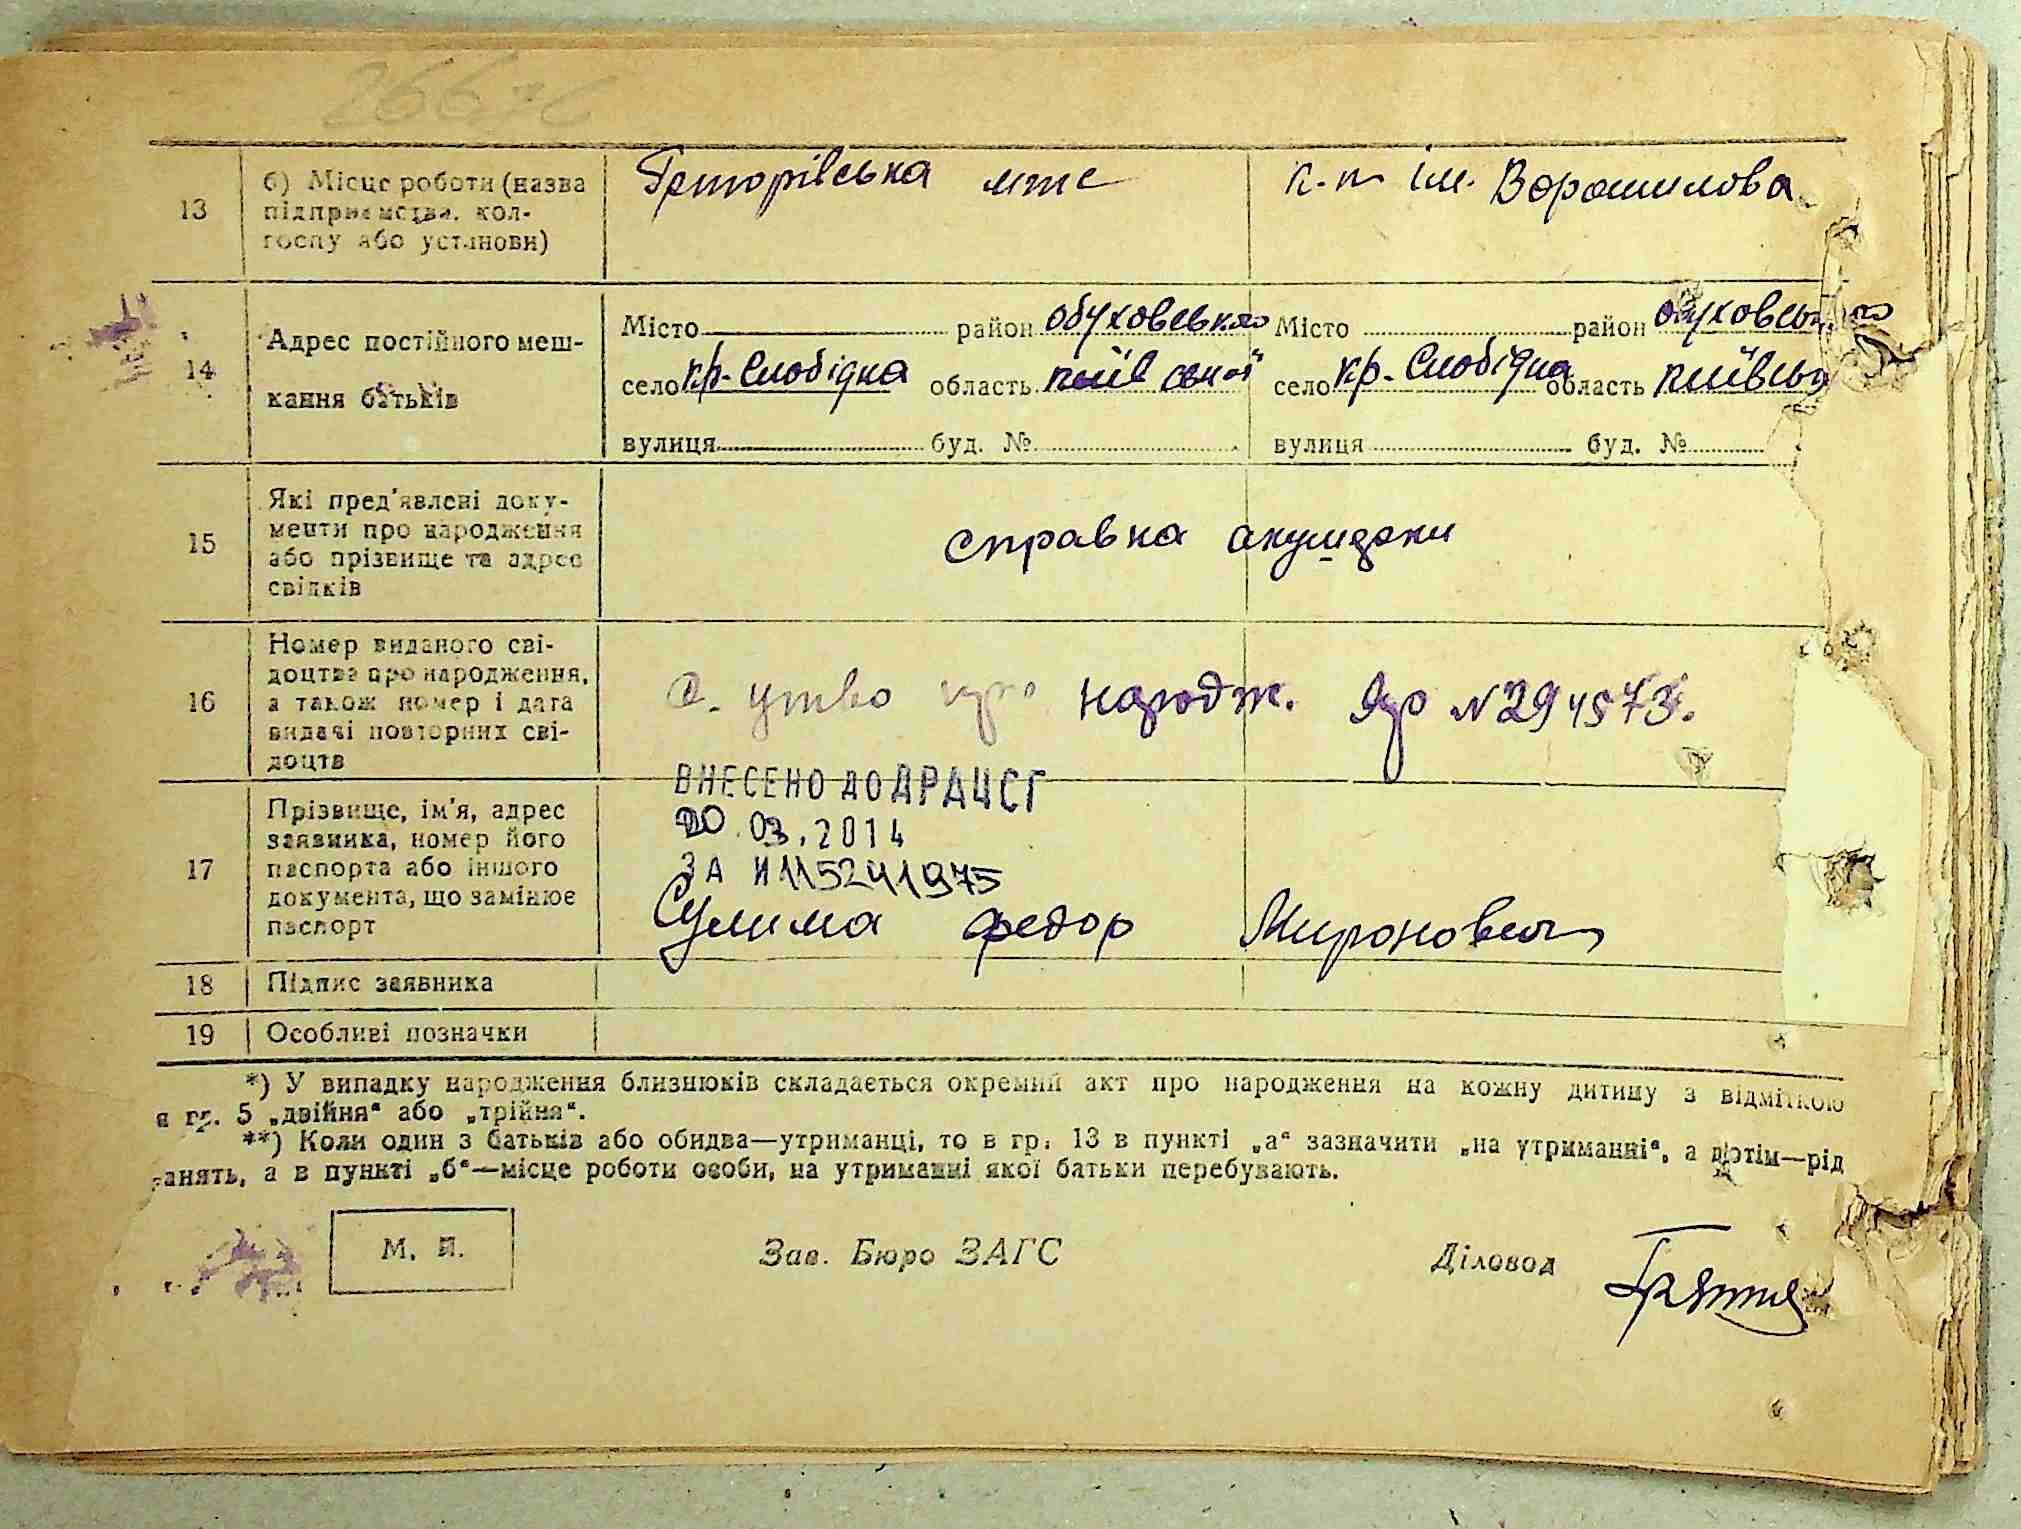 13
б) Місце роботи (назва
підприємства, кол-
госпу або установи)
мтс
к-п ім. Ворошилова
14
Адрес постійного меш-
кання батьків
Місто район обуховського
село кр. Слобідка область київської
вулиця буд. №
Місто район обуховського
село кр. Слобідка область київсь
вулиця буд. №
15
Які пред'явлені доку-
менти про народження
або прізвище та адрес
свідків
справка акушерки
16
Номер виданого сві-
доцтва про народження,
а також номер і дата
видачі повторних сві-
доцтв
про народж. № 294573.
17
Прізвище, ім'я, адрес
заявника, номер його
паспорта або іншого
документа, що замінює
паспорт
ВНЕСЕНО ДО ДРАЦСГ
20.03.2014
ЗА № 115241975
Сулима Федор Миронович
18
Підпис заявника
19
Особливі позначки
*) У випадку народження близнюків складається окремий акт про народження на кожну дитину з відміткою
в гр. 5 „двійня“ або „трійня“.
**) Коли один з батьків або обидва—утриманці, то в гр. 13 в пункті „а“ зазначити „на утриманні“, а потім—рід
занять, а в пункті „б“—місце роботи особи, на утриманні якої батьки перебувають.
М. П.
Зав. Бюро ЗАГС
Діловод